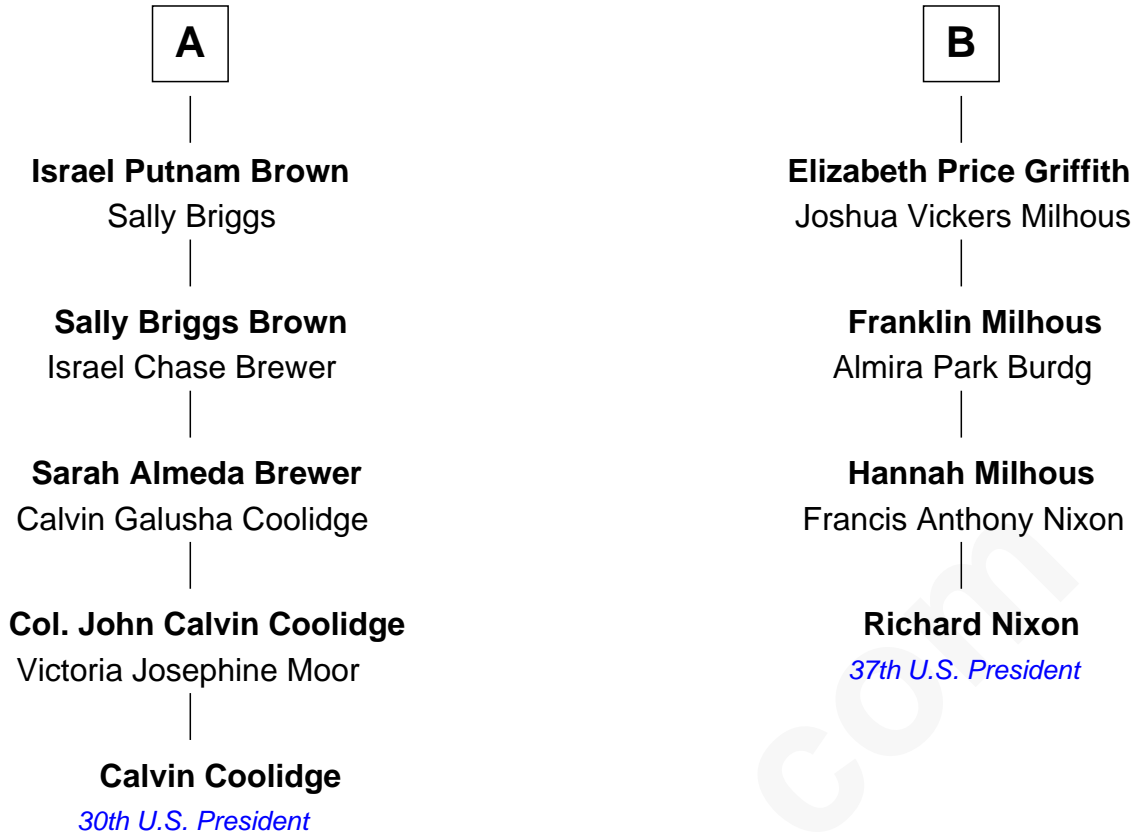 A
Israel Putnam Brown
Sally Briggs
Sally Briggs Brown
Israel Chase Brewer
Sarah Almeda Brewer
Calvin Galusha Coolidge
Col. John Calvin Coolidge
Victoria Josephine Moor
Calvin Coolidge
30th U.S. President
B
Elizabeth Price Griffith
Joshua Vickers Milhous
Franklin Milhous
Almira Park Burdg
Hannah Milhous
Francis Anthony Nixon
Richard Nixon
37th U.S. President
com